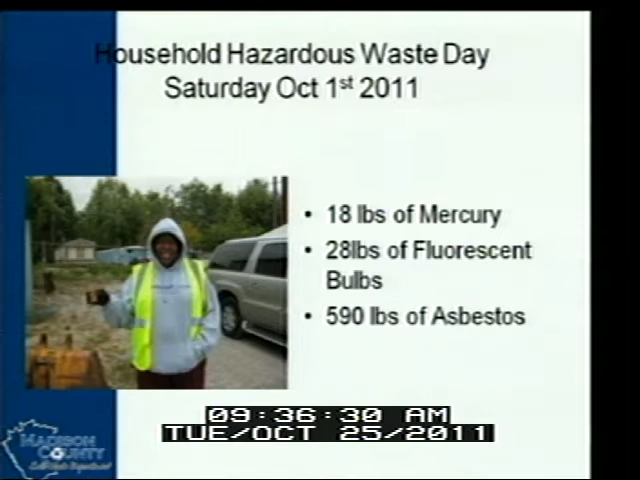 Household Hazardous Waste Day
Saturday Oct 1st 2011
• 18 lbs of Mercury
• 28lbs of Fluorescent
Bulbs
• 590 lbs of Asbestos
09:36:30 AM
TUE/OCT 25/2011
MADISON
COUNTY
Department